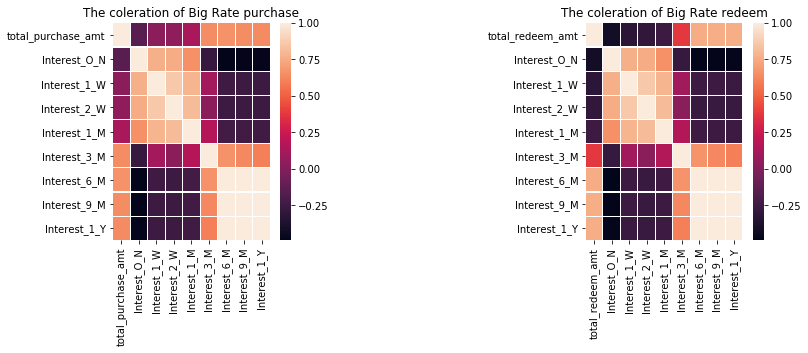 The coleration of Big Rate purchase
total_purchase_amt
Interest_O_N
Interest_1_W
Interest_2_W
Interest_1_M
Interest_3_M
Interest_6_M
Interest_9_M
Interest_1_Y
total_purchase_amt
Interest_O_N
Interest_1_W
Interest_2_W
Interest_1_M
Interest_3_M
Interest_6_M
Interest_9_M
Interest_1_Y
1.00
0.75
0.50
0.25
0.00
−0.25
The coleration of Big Rate redeem
total_redeem_amt
Interest_O_N
Interest_1_W
Interest_2_W
Interest_1_M
Interest_3_M
Interest_6_M
Interest_9_M
Interest_1_Y
total_redeem_amt
Interest_O_N
Interest_1_W
Interest_2_W
Interest_1_M
Interest_3_M
Interest_6_M
Interest_9_M
Interest_1_Y
1.00
0.75
0.50
0.25
0.00
−0.25